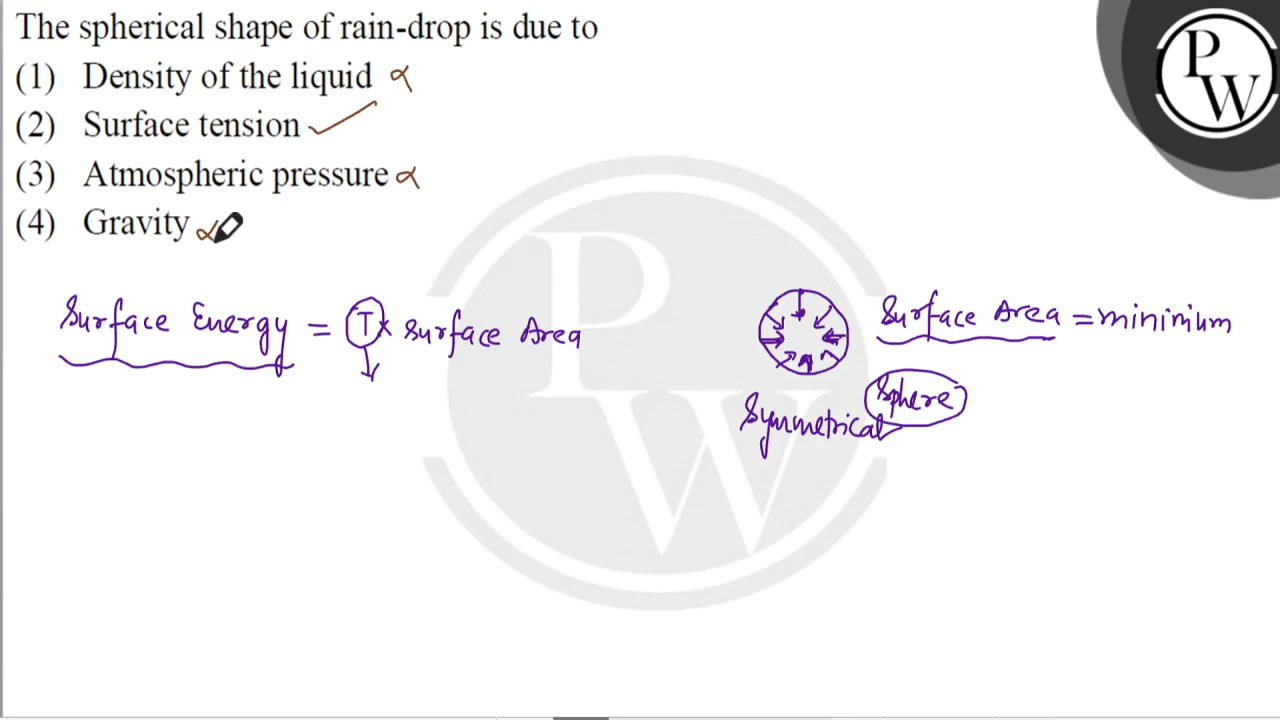 The spherical shape of rain-drop is due to
(1) Density of the liquid
(2) Surface tension
(3) Atmospheric pressure
(4) Gravity
Surface Energy = T × Surface Area
Surface Area = minimum
Sphere
Symmetrical
P
W
P
W